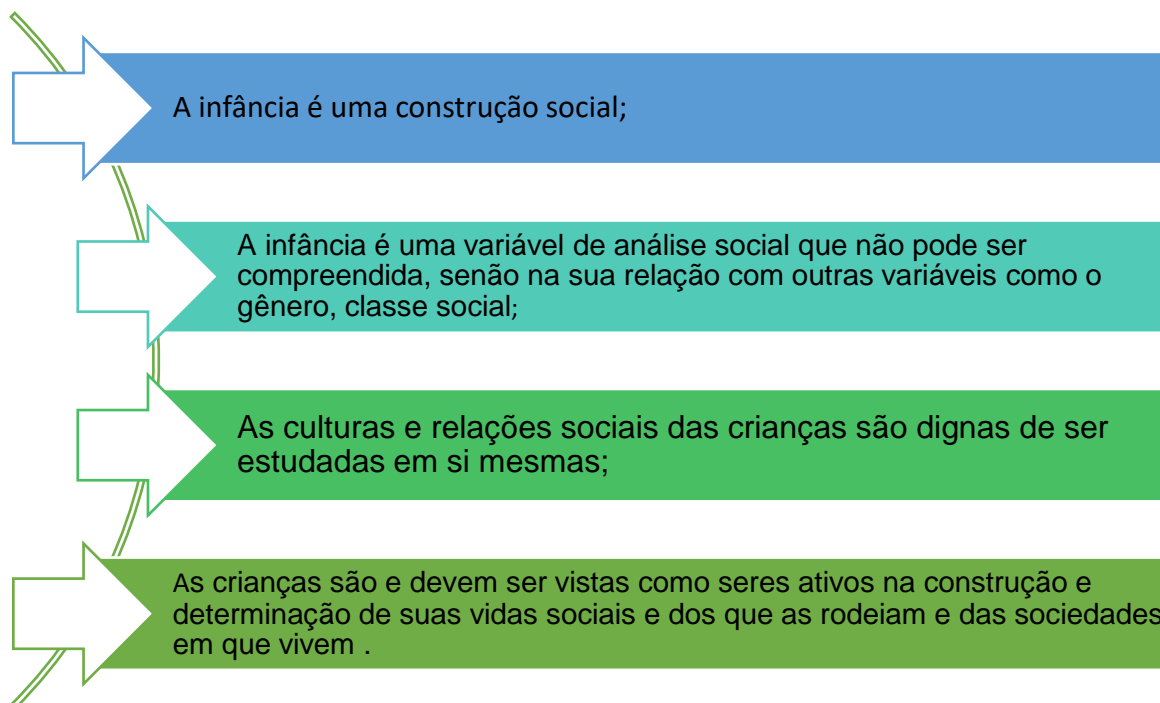 A infância é uma construção social;
A infância é uma variável de análise social que não pode ser
compreendida, senão na sua relação com outras variáveis como o
gênero, classe social;
As culturas e relações sociais das crianças são dignas de ser
estudadas em si mesmas;
As crianças são e devem ser vistas como seres ativos na construção e
determinação de suas vidas sociais e dos que as rodeiam e das sociedades
em que vivem .